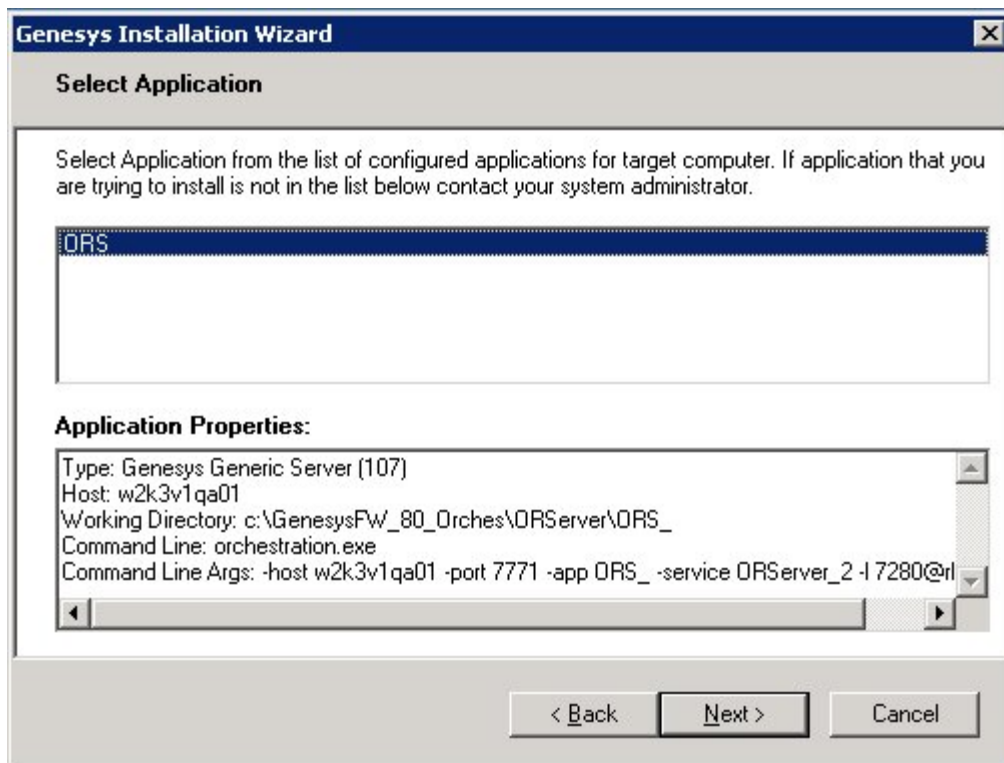 Genesys Installation Wizard
Select Application
Select Application from the list of configured applications for target computer. If application that you
are trying to install is not in the list below contact your system administrator.
ORS
Application Properties:
Type: Genesys Generic Server (107)
Host: w2k3v1qa01
Working Directory: c:\GenesysFW_80_Orches\ORServer\ORS_
Command Line: orchestration.exe
Command Line Args: -host w2k3v1qa01 -port 7771 -app ORS_ -service ORServer_2 -l 7280@rl
< Back Next > Cancel